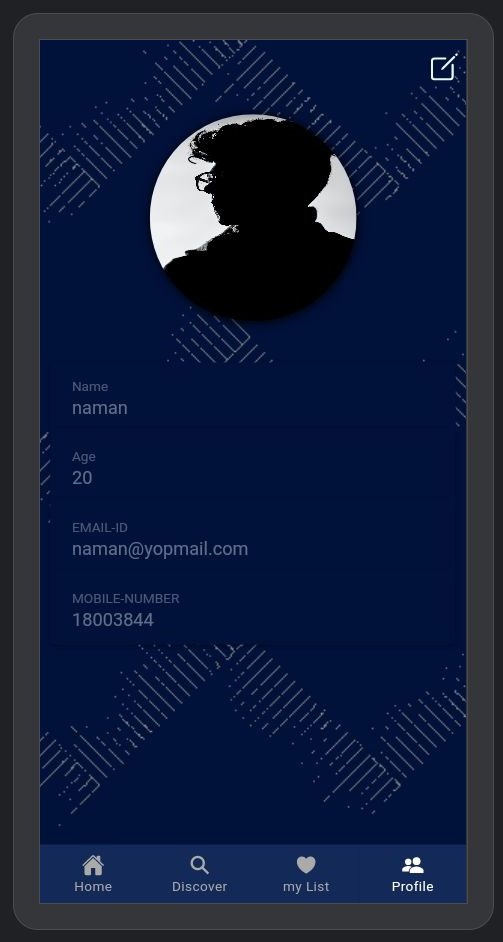 Name
naman
Age
20
EMAIL-ID
naman@yopmail.com
MOBILE-NUMBER
18003844
Home Discover my List Profile